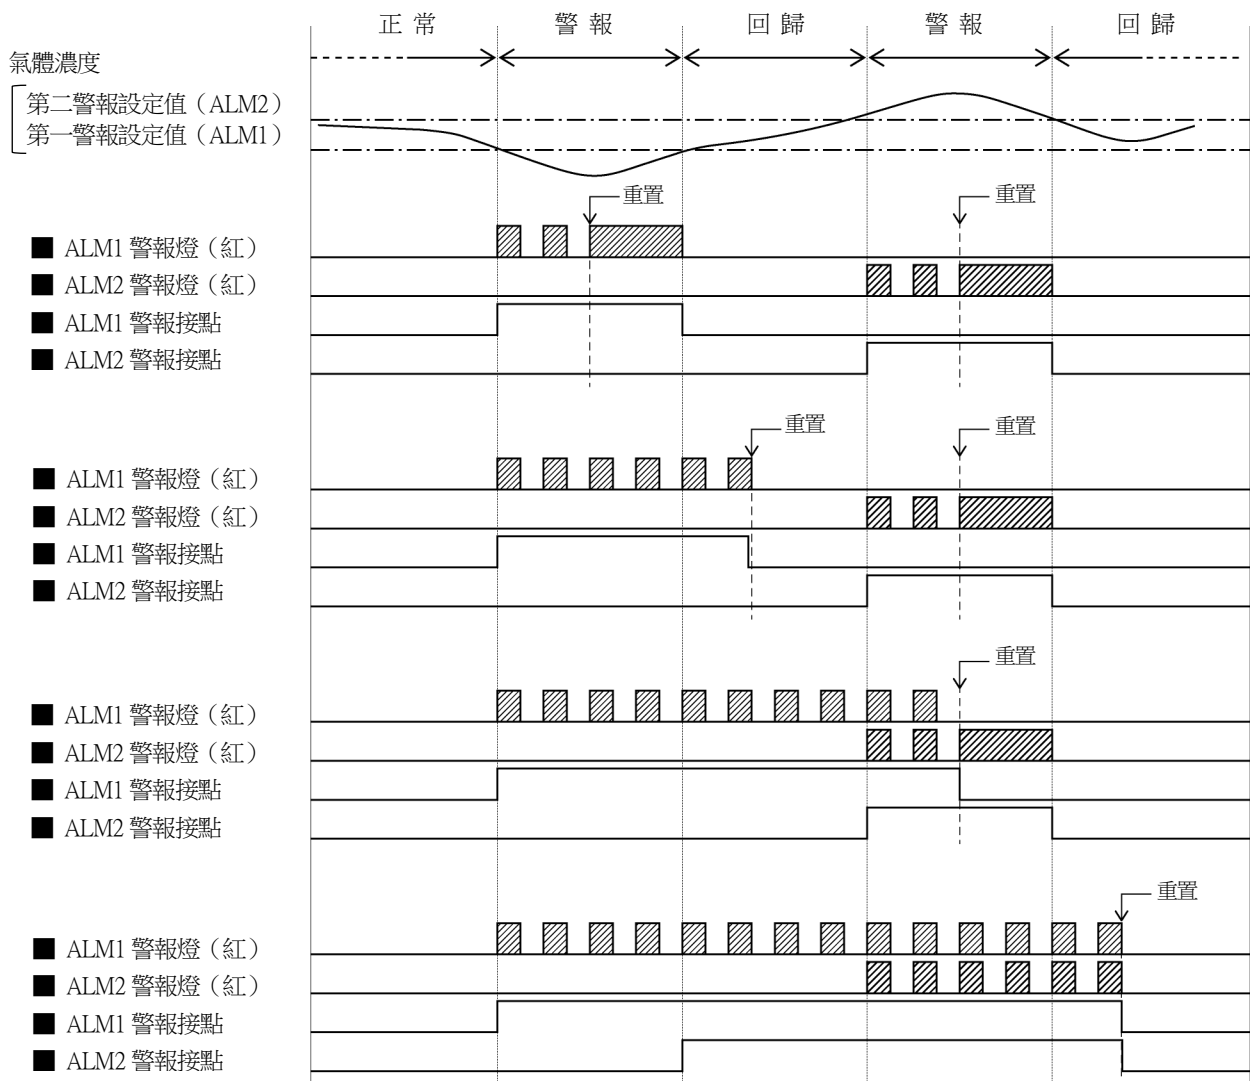 正常 警報 回歸 警報 回歸
氣體濃度
第二警報設定值（ALM2）
第一警報設定值（ALM1）
重置 重置
■ ALM1 警報燈（紅）
■ ALM2 警報燈（紅）
■ ALM1 警報接點
■ ALM2 警報接點
重置 重置
■ ALM1 警報燈（紅）
■ ALM2 警報燈（紅）
■ ALM1 警報接點
■ ALM2 警報接點
重置
■ ALM1 警報燈（紅）
■ ALM2 警報燈（紅）
■ ALM1 警報接點
■ ALM2 警報接點
重置
■ ALM1 警報燈（紅）
■ ALM2 警報燈（紅）
■ ALM1 警報接點
■ ALM2 警報接點